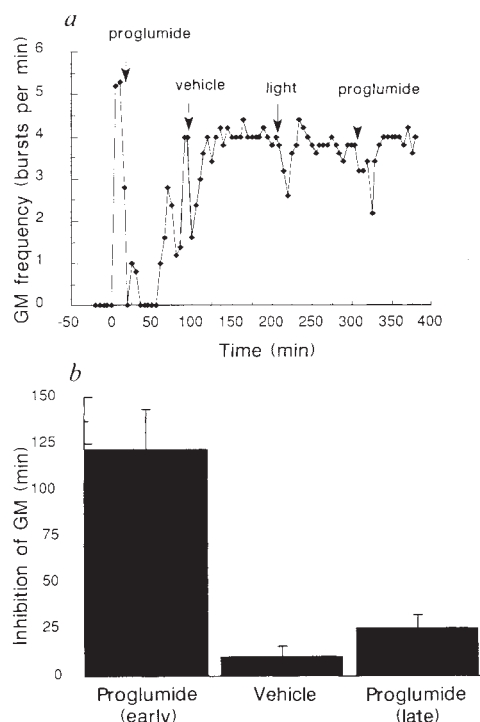 a
proglumide
vehicle
light
proglumide
GM frequency (bursts per min)
6
5
4
3
2
1
0
-50 0 50 100 150 200 250 300 350 400
Time (min)
b
Inhibition of GM (min)
150
125
100
75
50
25
0
Proglumide Vehicle Proglumide
(early) (late)